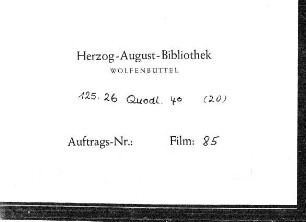 Herzog-August-Bibliothek
WOLFENBÜTTEL
125.26 Quodl. 4° (20)
Auftrags-Nr.: Film: 85